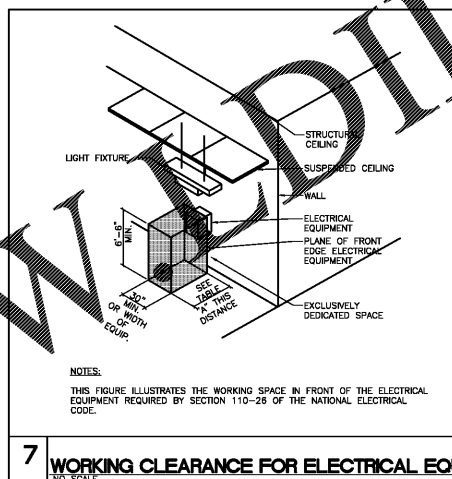 STRUCTURAL
CEILING
LIGHT FIXTURE
SUSPENDED CEILING
WALL
ELECTRICAL
EQUIPMENT
PLANE OF FRONT
EDGE ELECTRICAL
EQUIPMENT
6'-6"
MIN.
30"
MIN.
OR WIDTH
OF
EQUIP.
SEE
TABLE
"A" THIS
DISTANCE
EXCLUSIVELY
DEDICATED SPACE
NOTES:
THIS FIGURE ILLUSTRATES THE WORKING SPACE IN FRONT OF THE ELECTRICAL
EQUIPMENT REQUIRED BY SECTION 110-26 OF THE NATIONAL ELECTRICAL
CODE.
7 WORKING CLEARANCE FOR ELECTRICAL EQ
NO SCALE